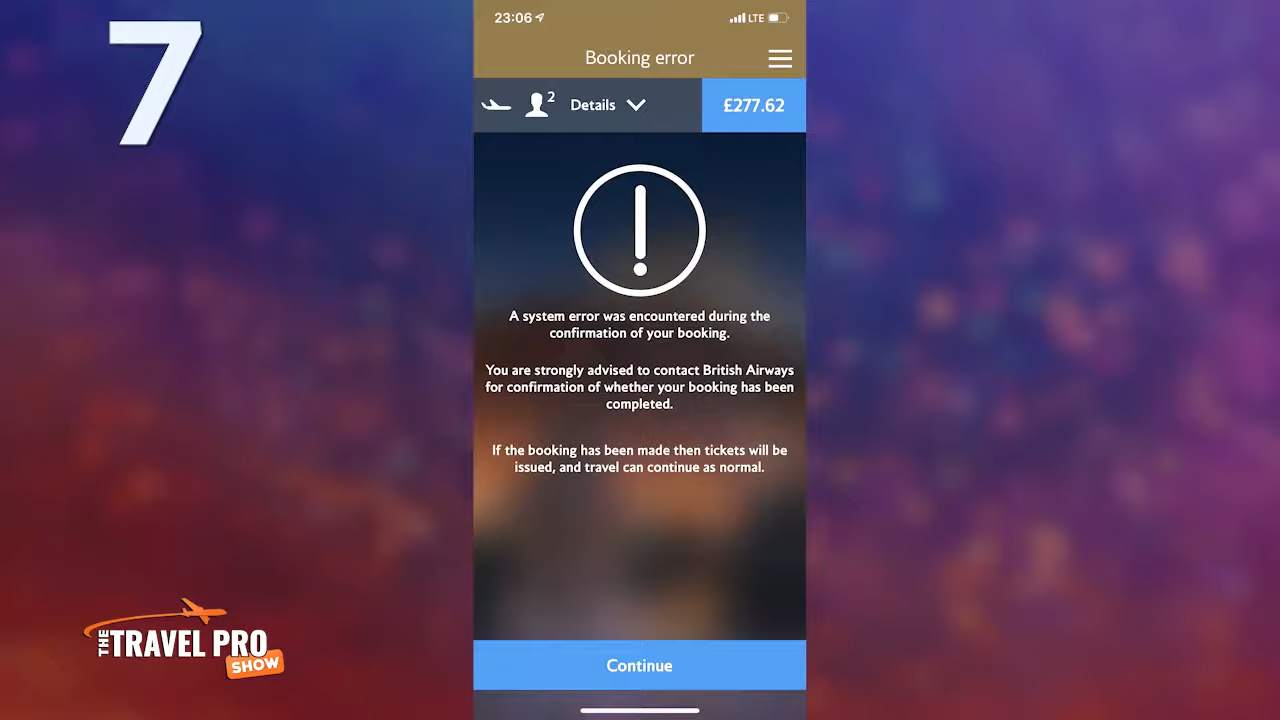 7
23:06
LTE
Booking error
2
Details
£277.62
A system error was encountered during the
confirmation of your booking.
You are strongly advised to contact British Airways
for confirmation of whether your booking has been
completed.
If the booking has been made then tickets will be
issued, and travel can continue as normal.
Continue
THE TRAVEL PRO
SHOW